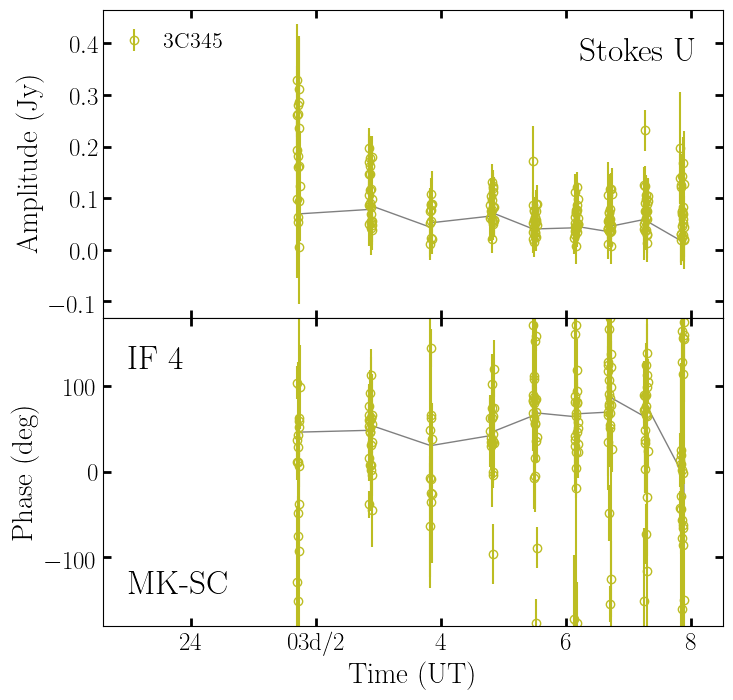 3C345
Stokes U
0.4
0.3
0.2
0.1
0.0
−0.1
Amplitude (Jy)
IF 4
100
0
−100
Phase (deg)
MK-SC
24 03d/2 4 6 8
Time (UT)